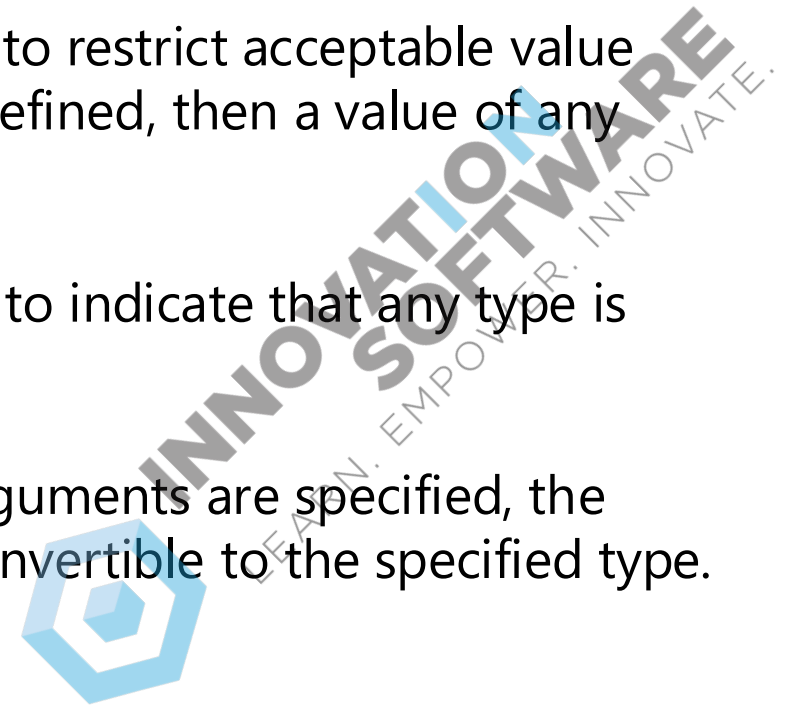 to restrict acceptable value
efined, then a value of any
to indicate that any type is
guments are specified, the
nvertible to the specified type.
INNOVATION
SOFTWARE
LEARN. EMPOWER. INNOVATE.